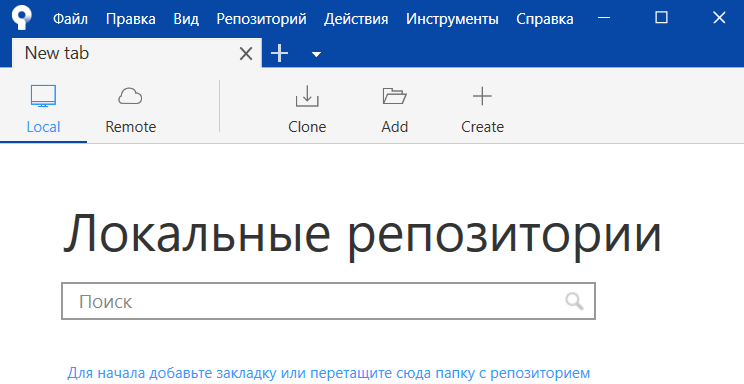 Файл Правка Вид Репозиторий Действия Инструменты Справка
New tab
Local Remote Clone Add Create
Локальные репозитории
Поиск
Для начала добавьте закладку или перетащите сюда папку с репозиторием